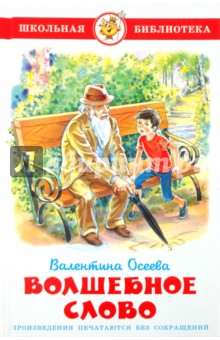 ШКОЛЬНАЯ БИБЛИОТЕКА
Валентина Осеева
ВОЛШЕБНОЕ
СЛОВО
ПРОИЗВЕДЕНИЯ ПЕЧАТАЮТСЯ БЕЗ СОКРАЩЕНИЙ